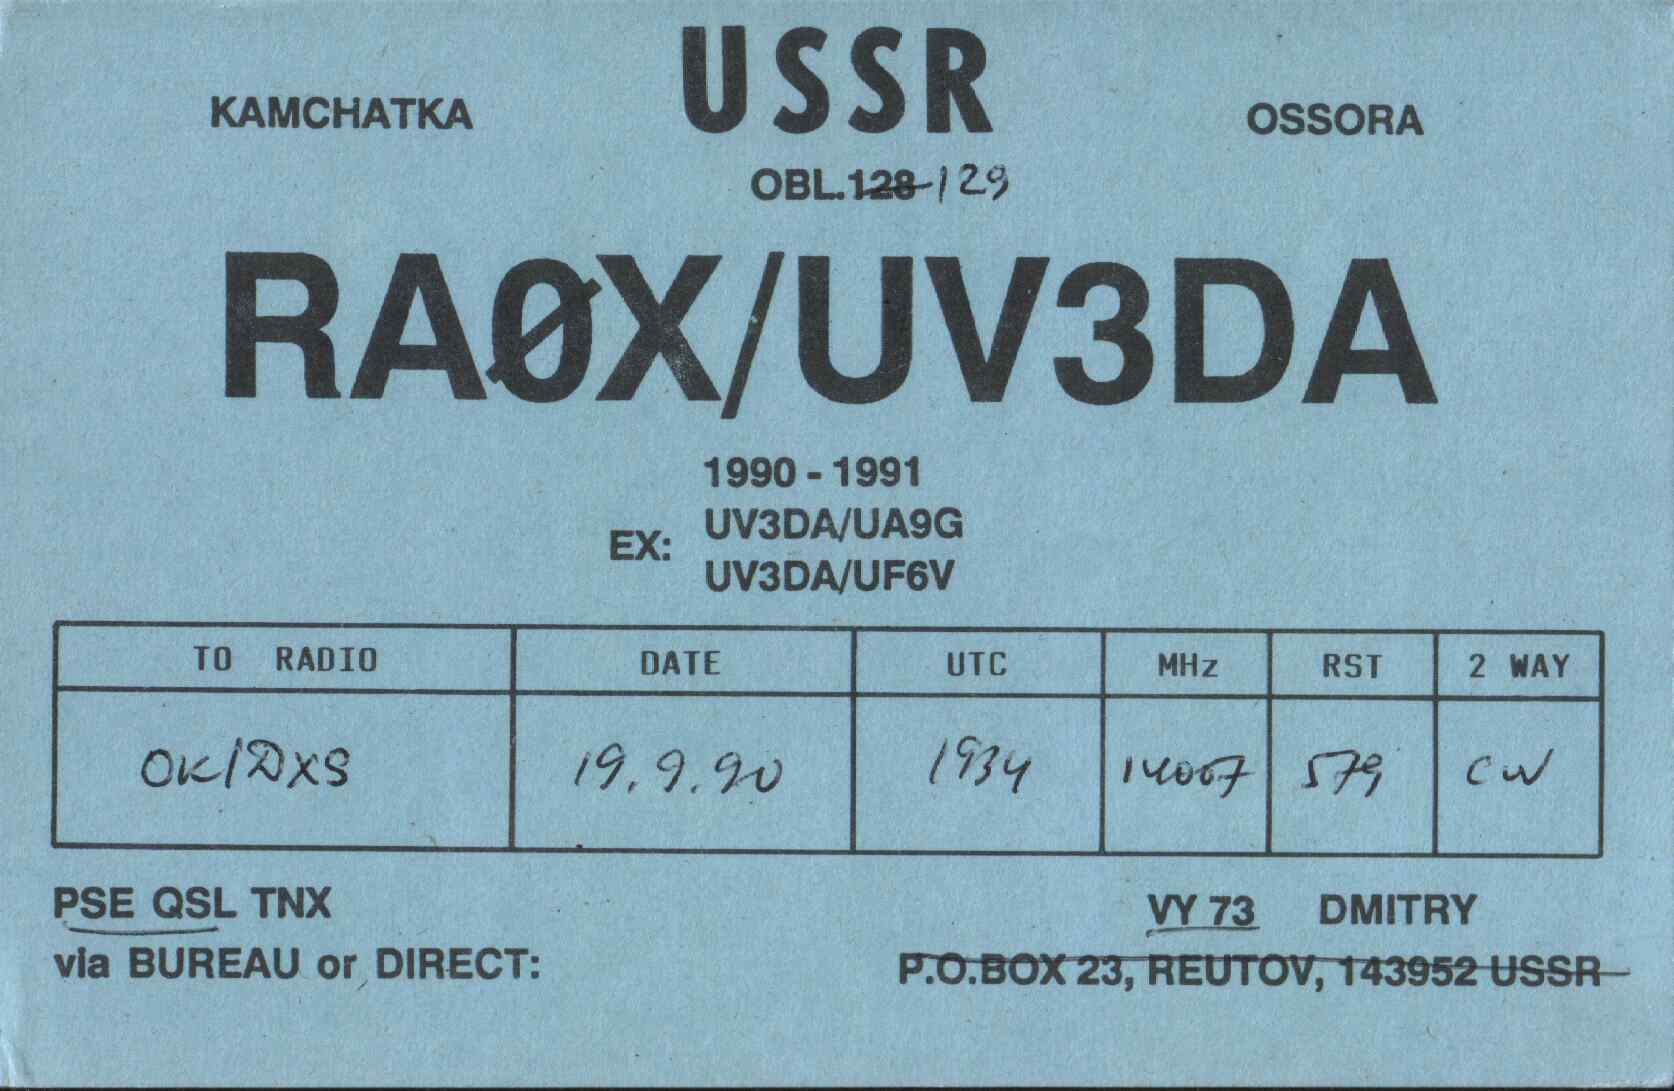 USSR
KAMCHATKA OSSORA
OBL.128 129
RAØX/UV3DA
1990 - 1991
EX: UV3DA/UA9G
UV3DA/UF6V
TO RADIO DATE UTC MHz RST 2 WAY
OK1DXS 19.9.90 1934 14007 579 CW
PSE QSL TNX VY 73 DMITRY
via BUREAU or DIRECT: P.O.BOX 23, REUTOV, 143952 USSR